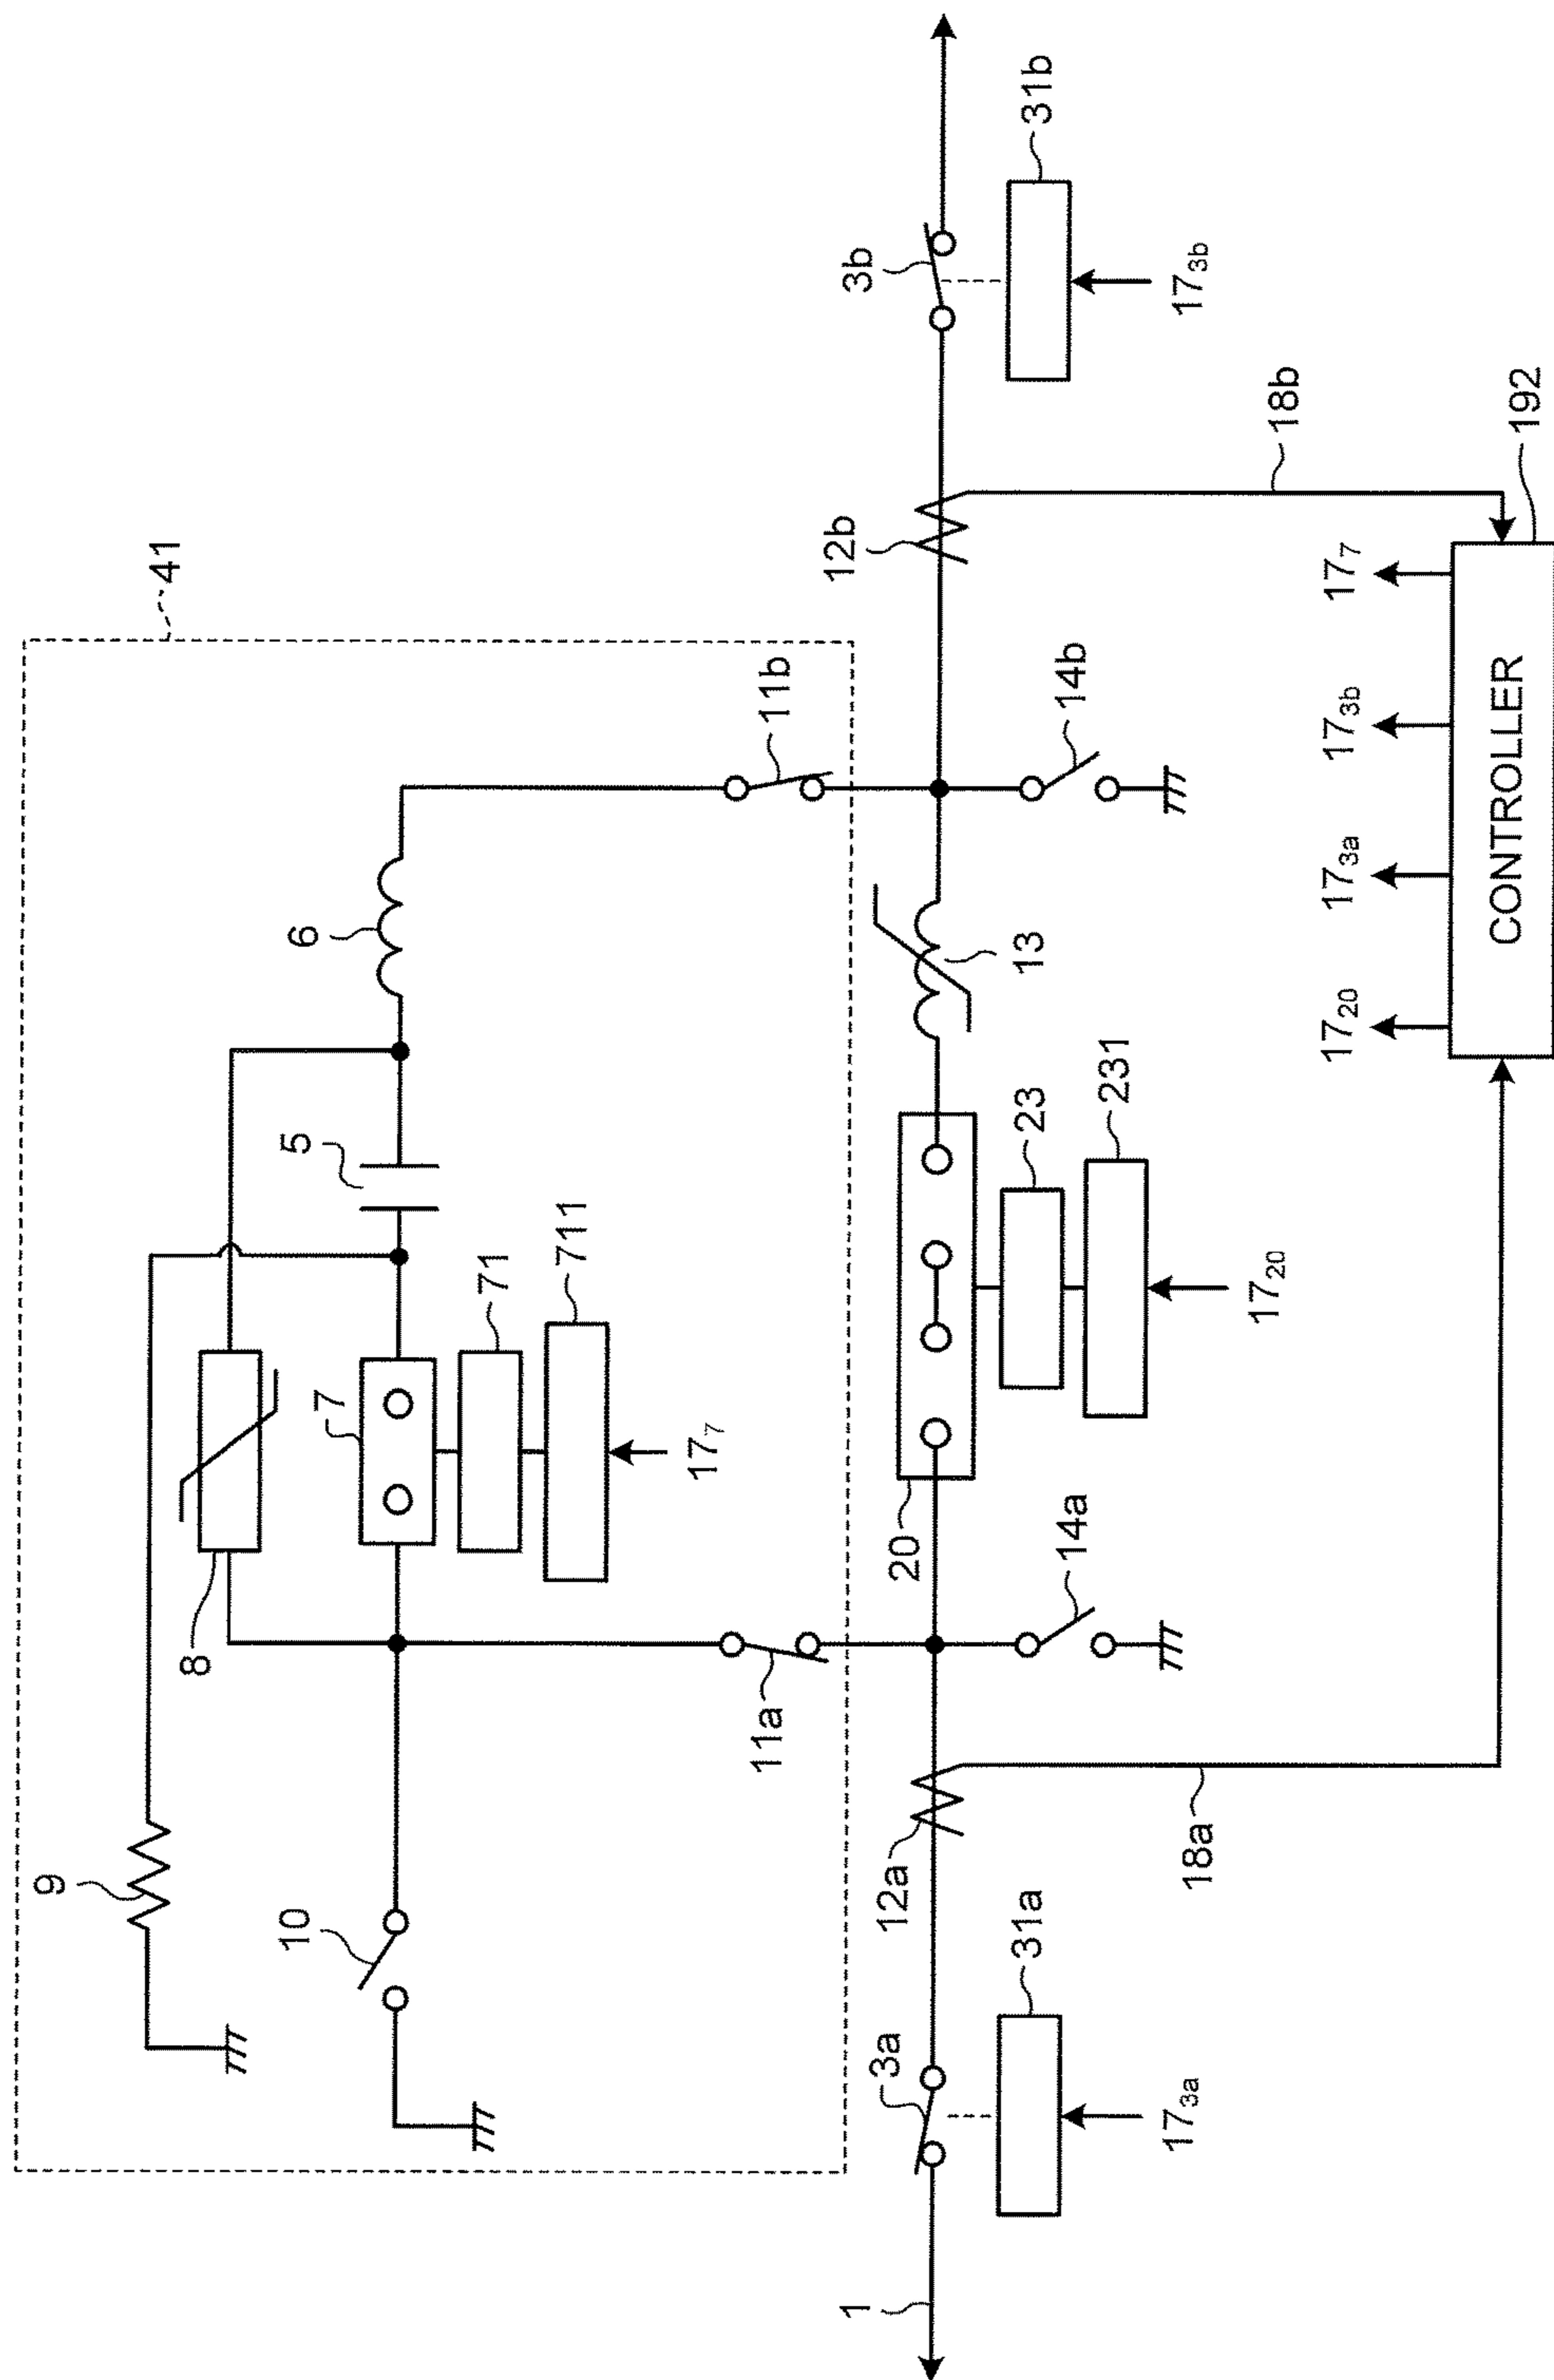 41
9
8
6
5
7
71
711
17₇
10
11a
11b
1
3a
31a
17₃ₐ
12a
18a
14a
20
23
231
17₂₀
13
14b
12b
18b
3b
31b
17₃b
17₂₀
17₃ₐ
17₃b
17₇
CONTROLLER
192